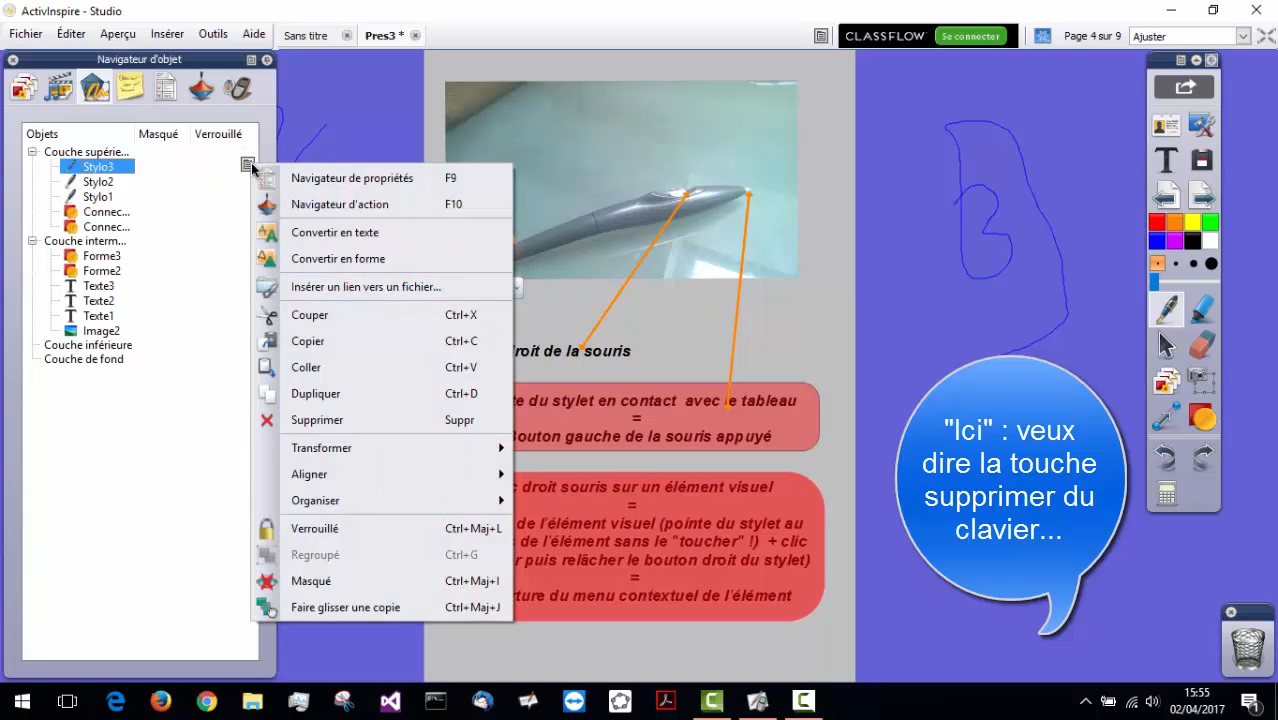 ActivInspire - Studio
Fichier Éditer Aperçu Insérer Outils Aide
Sans titre
Pres3 *
CLASSFLOW
Se connecter
Page 4 sur 9
Ajuster
Navigateur d'objet
Objets Masqué Verrouillé
Couche supérie...
Stylo3
Stylo2
Stylo1
Connec...
Connec...
Couche interm...
Forme3
Forme2
Texte3
Texte2
Texte1
Image2
Couche inférieure
Couche de fond
Navigateur de propriétés F9
Navigateur d'action F10
Convertir en texte
Convertir en forme
Insérer un lien vers un fichier...
Couper Ctrl+X
Copier Ctrl+C
Coller Ctrl+V
Dupliquer Ctrl+D
Supprimer Suppr
Transformer
Aligner
Organiser
Verrouillé Ctrl+Maj+L
Regroupé Ctrl+G
Masqué Ctrl+Maj+I
Faire glisser une copie Ctrl+Maj+J
droit de la souris
te du stylet en contact avec le tableau
=
Bouton gauche de la souris appuyé
c droit souris sur un élément visuel
=
de l'élément visuel (pointe du stylet au
s de l'élément sans le "toucher" !) + clic
r puis relâcher le bouton droit du stylet)
=
rture du menu contextuel de l'élément
B
"Ici" : veux
dire la touche
supprimer du
clavier...
15:55
02/04/2017